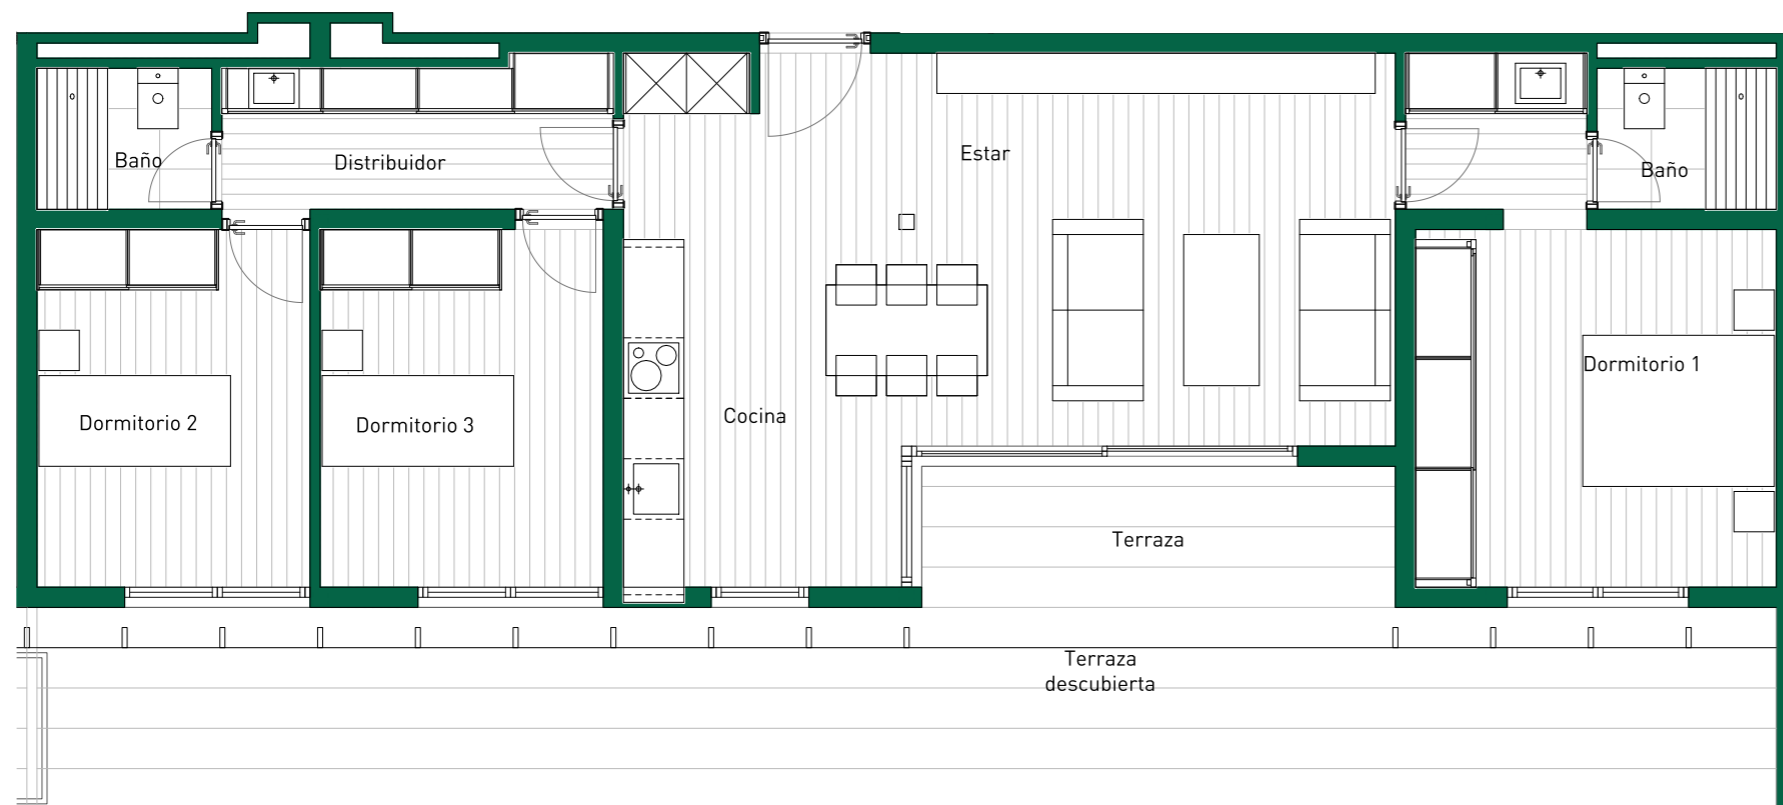 Baño
Distribuidor
Estar
Baño
Dormitorio 1
Dormitorio 2
Dormitorio 3
Cocina
Terraza
Terraza
descubierta